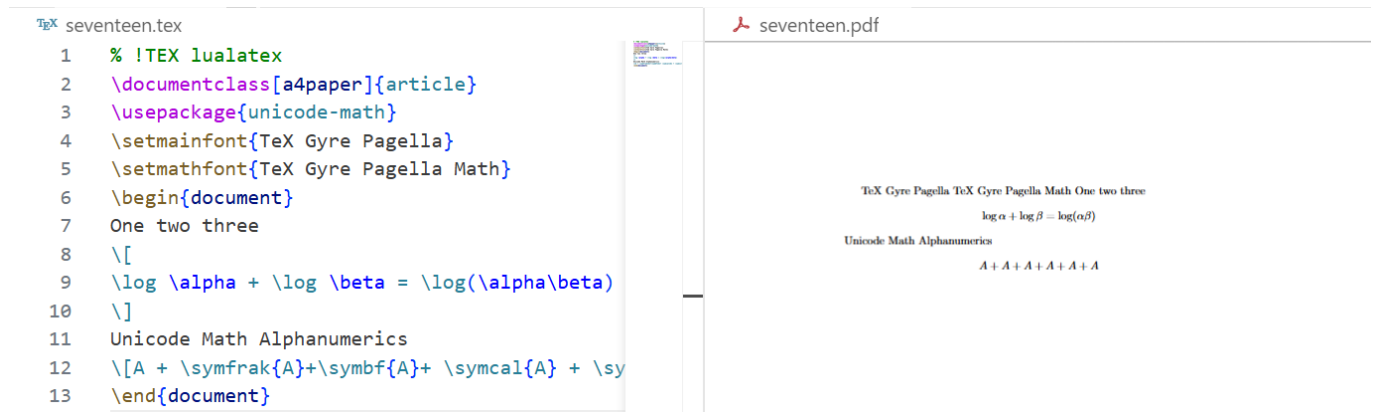 TEX seventeen.tex
seventeen.pdf
1 % !TEX lualatex
2 \documentclass[a4paper]{article}
3 \usepackage{unicode-math}
4 \setmainfont{TeX Gyre Pagella}
5 \setmathfont{TeX Gyre Pagella Math}
6 \begin{document}
7 One two three
8 \[
9 \log \alpha + \log \beta = \log(\alpha\beta)
10 \]
11 Unicode Math Alphanumerics
12 \[A + \symfrak{A}+\symbf{A}+ \symcal{A} + \sy
13 \end{document}
TeX Gyre Pagella TeX Gyre Pagella Math One two three
log α + log β = log(αβ)
Unicode Math Alphanumerics
A + A + A + A + A + A